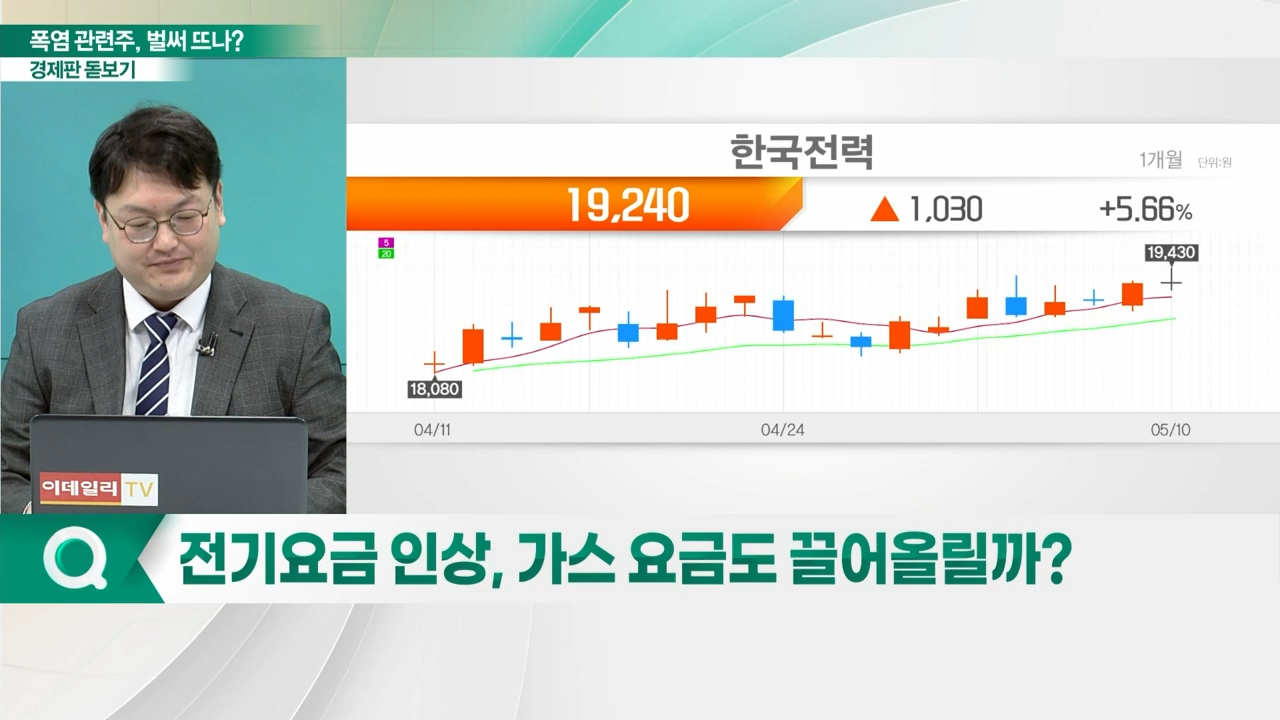 폭염 관련주, 벌써 뜨나?
경제판 돋보기
한국전력
1개월 단위:원
19,240 ▲ 1,030 +5.66%
5
20
19,430
18,080
04/11 04/24 05/10
이데일리 TV
전기요금 인상, 가스 요금도 끌어올릴까?